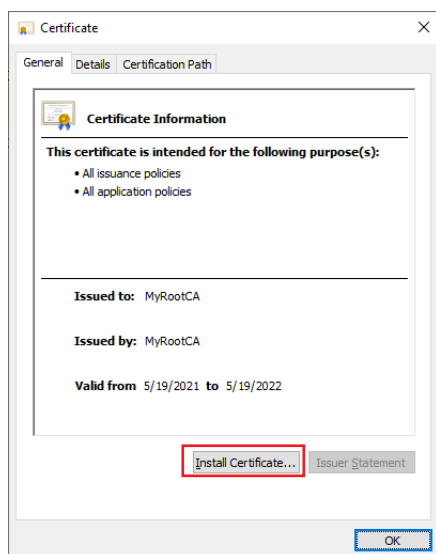 Certificate
General Details Certification Path
Certificate Information
This certificate is intended for the following purpose(s):
• All issuance policies
• All application policies
Issued to: MyRootCA
Issued by: MyRootCA
Valid from 5/19/2021 to 5/19/2022
Install Certificate... Issuer Statement
OK